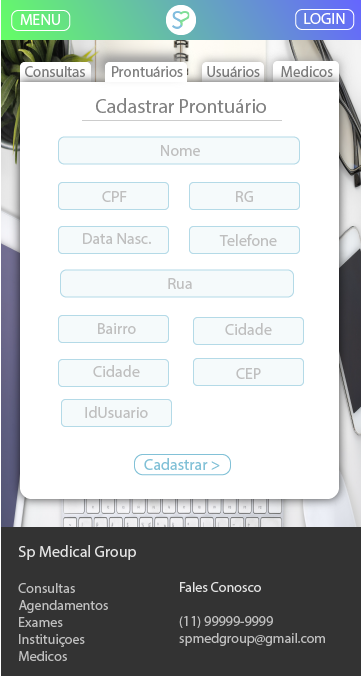 MENU SP LOGIN
Consultas Prontuários Usuários Medicos
Cadastrar Prontuário
Nome
CPF RG
Data Nasc. Telefone
Rua
Bairro Cidade
Cidade CEP
IdUsuario
Cadastrar >
Sp Medical Group
Consultas
Agendamentos
Exames
Instituiçoes
Medicos
Fales Conosco
(11) 99999-9999
spmedgroup@gmail.com